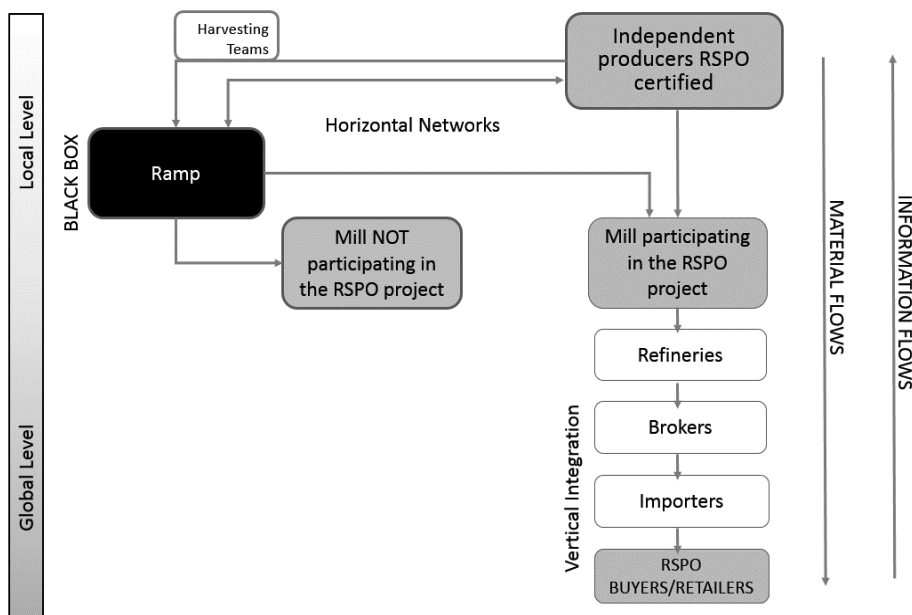 Harvesting
Teams
Independent
producers RSPO
certified
Horizontal Networks
Local Level
BLACK BOX
Ramp
Mill NOT
participating in
the RSPO project
Mill participating
in the RSPO
project
MATERIAL FLOWS
INFORMATION FLOWS
Refineries
Brokers
Importers
RSPO
BUYERS/RETAILERS
Vertical Integration
Global Level